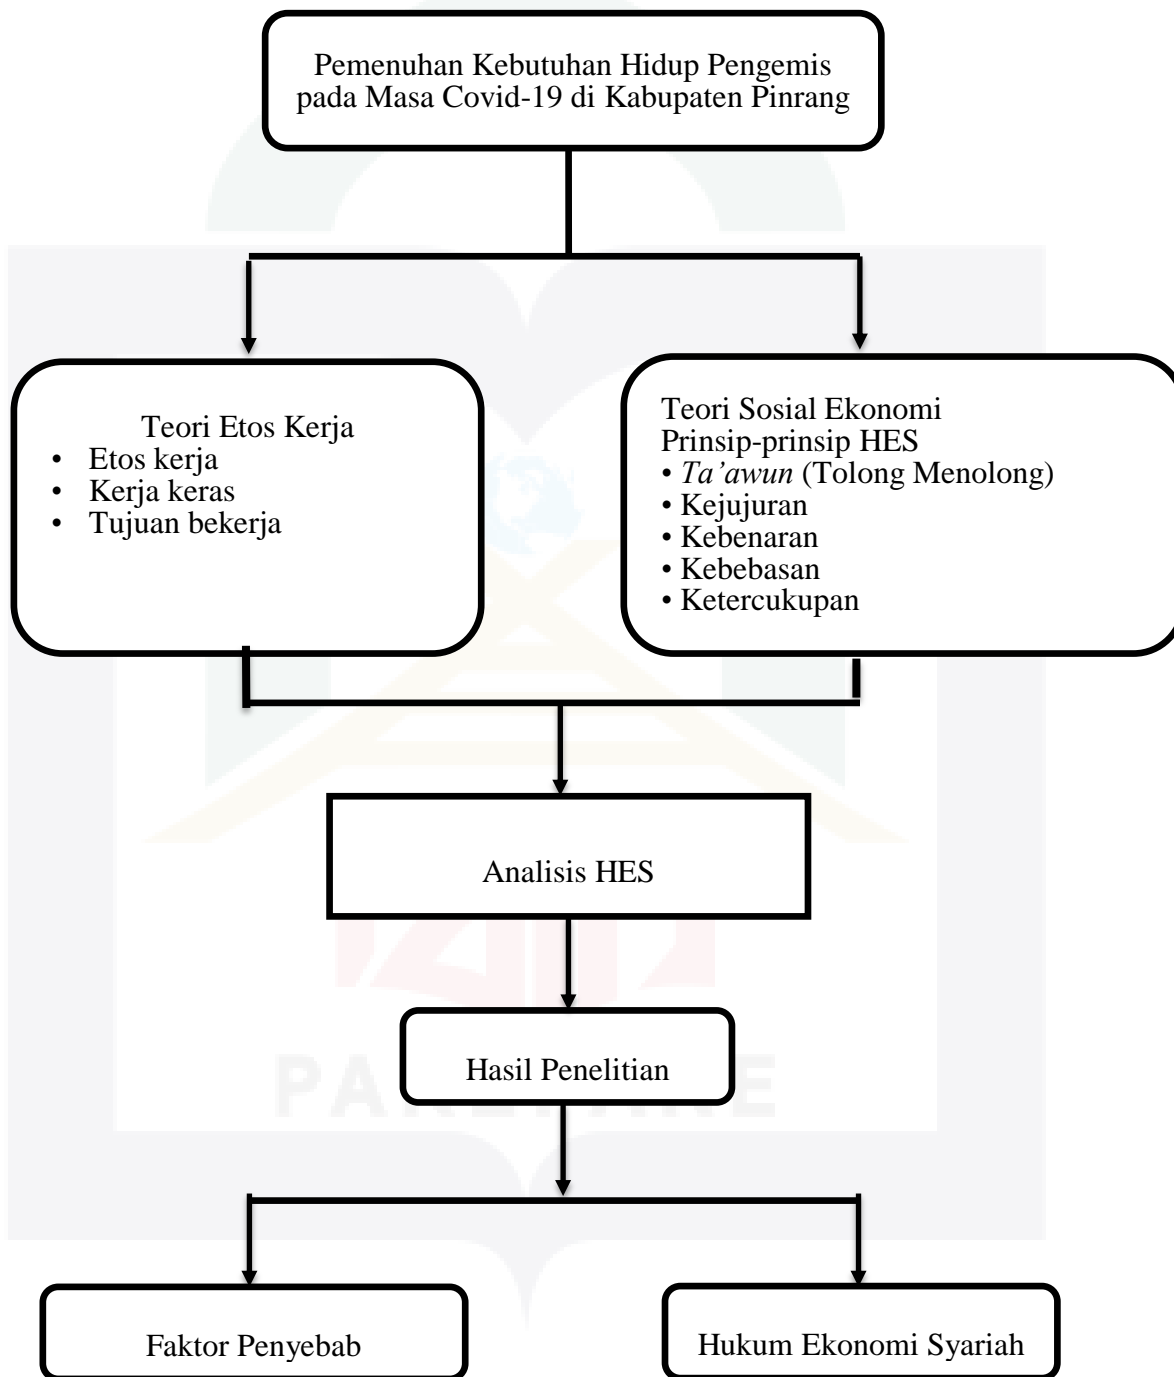 Pemenuhan Kebutuhan Hidup Pengemis
pada Masa Covid-19 di Kabupaten Pinrang
Teori Etos Kerja
• Etos kerja
• Kerja keras
• Tujuan bekerja
Teori Sosial Ekonomi
Prinsip-prinsip HES
• Ta’awun (Tolong Menolong)
• Kejujuran
• Kebenaran
• Kebebasan
• Ketercukupan
Analisis HES
Hasil Penelitian
PAREPARE
Faktor Penyebab
Hukum Ekonomi Syariah